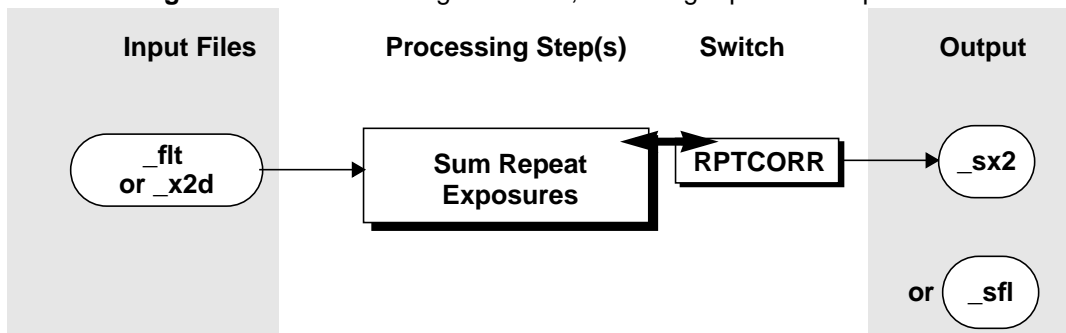 Input Files
Processing Step(s)
Switch
Output
_flt
or _x2d
Sum Repeat
Exposures
RPTCORR
_sx2
or _sfl